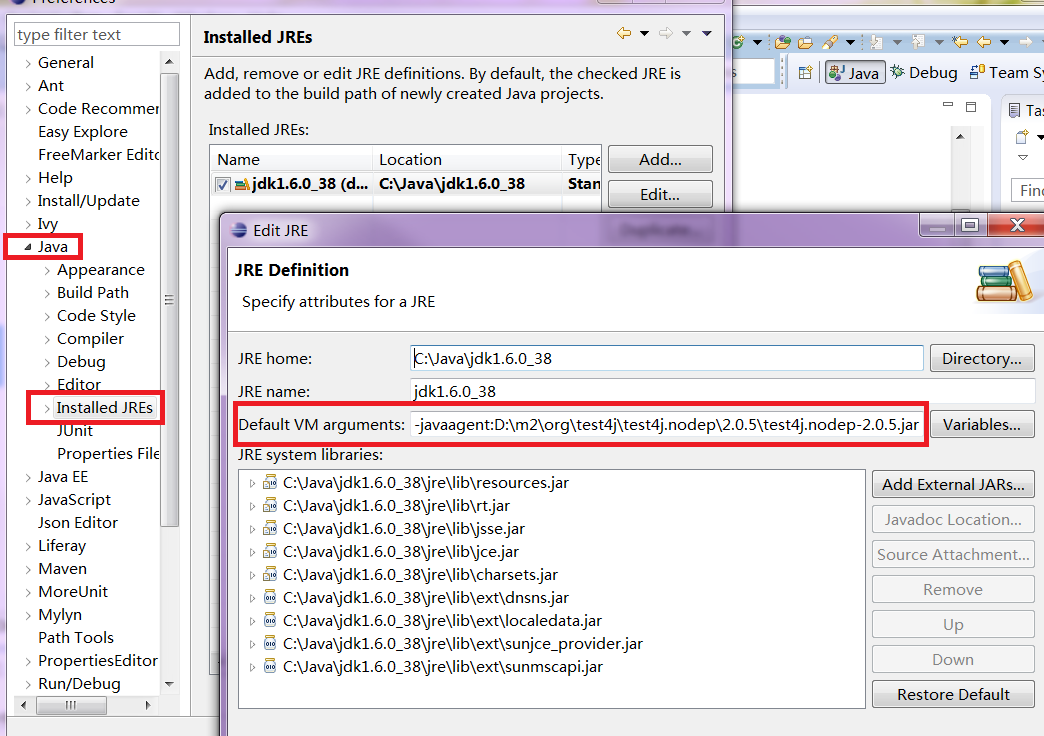 Preferences
type filter text
General
Ant
Code Recommen
Easy Explore
FreeMarker Edito
Help
Install/Update
Ivy
Java
Appearance
Build Path
Code Style
Compiler
Debug
Editor
Installed JREs
JUnit
Properties File
Java EE
JavaScript
Json Editor
Liferay
Maven
MoreUnit
Mylyn
Path Tools
PropertiesEditor
Run/Debug
Installed JREs
Add, remove or edit JRE definitions. By default, the checked JRE is
added to the build path of newly created Java projects.
Installed JREs:
Name Location Type
jdk1.6.0_38 (d... C:\Java\jdk1.6.0_38 Stan
Add...
Edit...
Duplicate...
Java Debug Team Sy
Tas
Find
Edit JRE
JRE Definition
Specify attributes for a JRE
JRE home: C:\Java\jdk1.6.0_38 Directory...
JRE name: jdk1.6.0_38
Default VM arguments: -javaagent:D:\m2\org\test4j\test4j.nodep\2.0.5\test4j.nodep-2.0.5.jar Variables...
JRE system libraries:
C:\Java\jdk1.6.0_38\jre\lib\resources.jar
C:\Java\jdk1.6.0_38\jre\lib\rt.jar
C:\Java\jdk1.6.0_38\jre\lib\jsse.jar
C:\Java\jdk1.6.0_38\jre\lib\jce.jar
C:\Java\jdk1.6.0_38\jre\lib\charsets.jar
C:\Java\jdk1.6.0_38\jre\lib\ext\dnsns.jar
C:\Java\jdk1.6.0_38\jre\lib\ext\localedata.jar
C:\Java\jdk1.6.0_38\jre\lib\ext\sunjce_provider.jar
C:\Java\jdk1.6.0_38\jre\lib\ext\sunmscapi.jar
Add External JARs...
Javadoc Location...
Source Attachment...
Remove
Up
Down
Restore Default